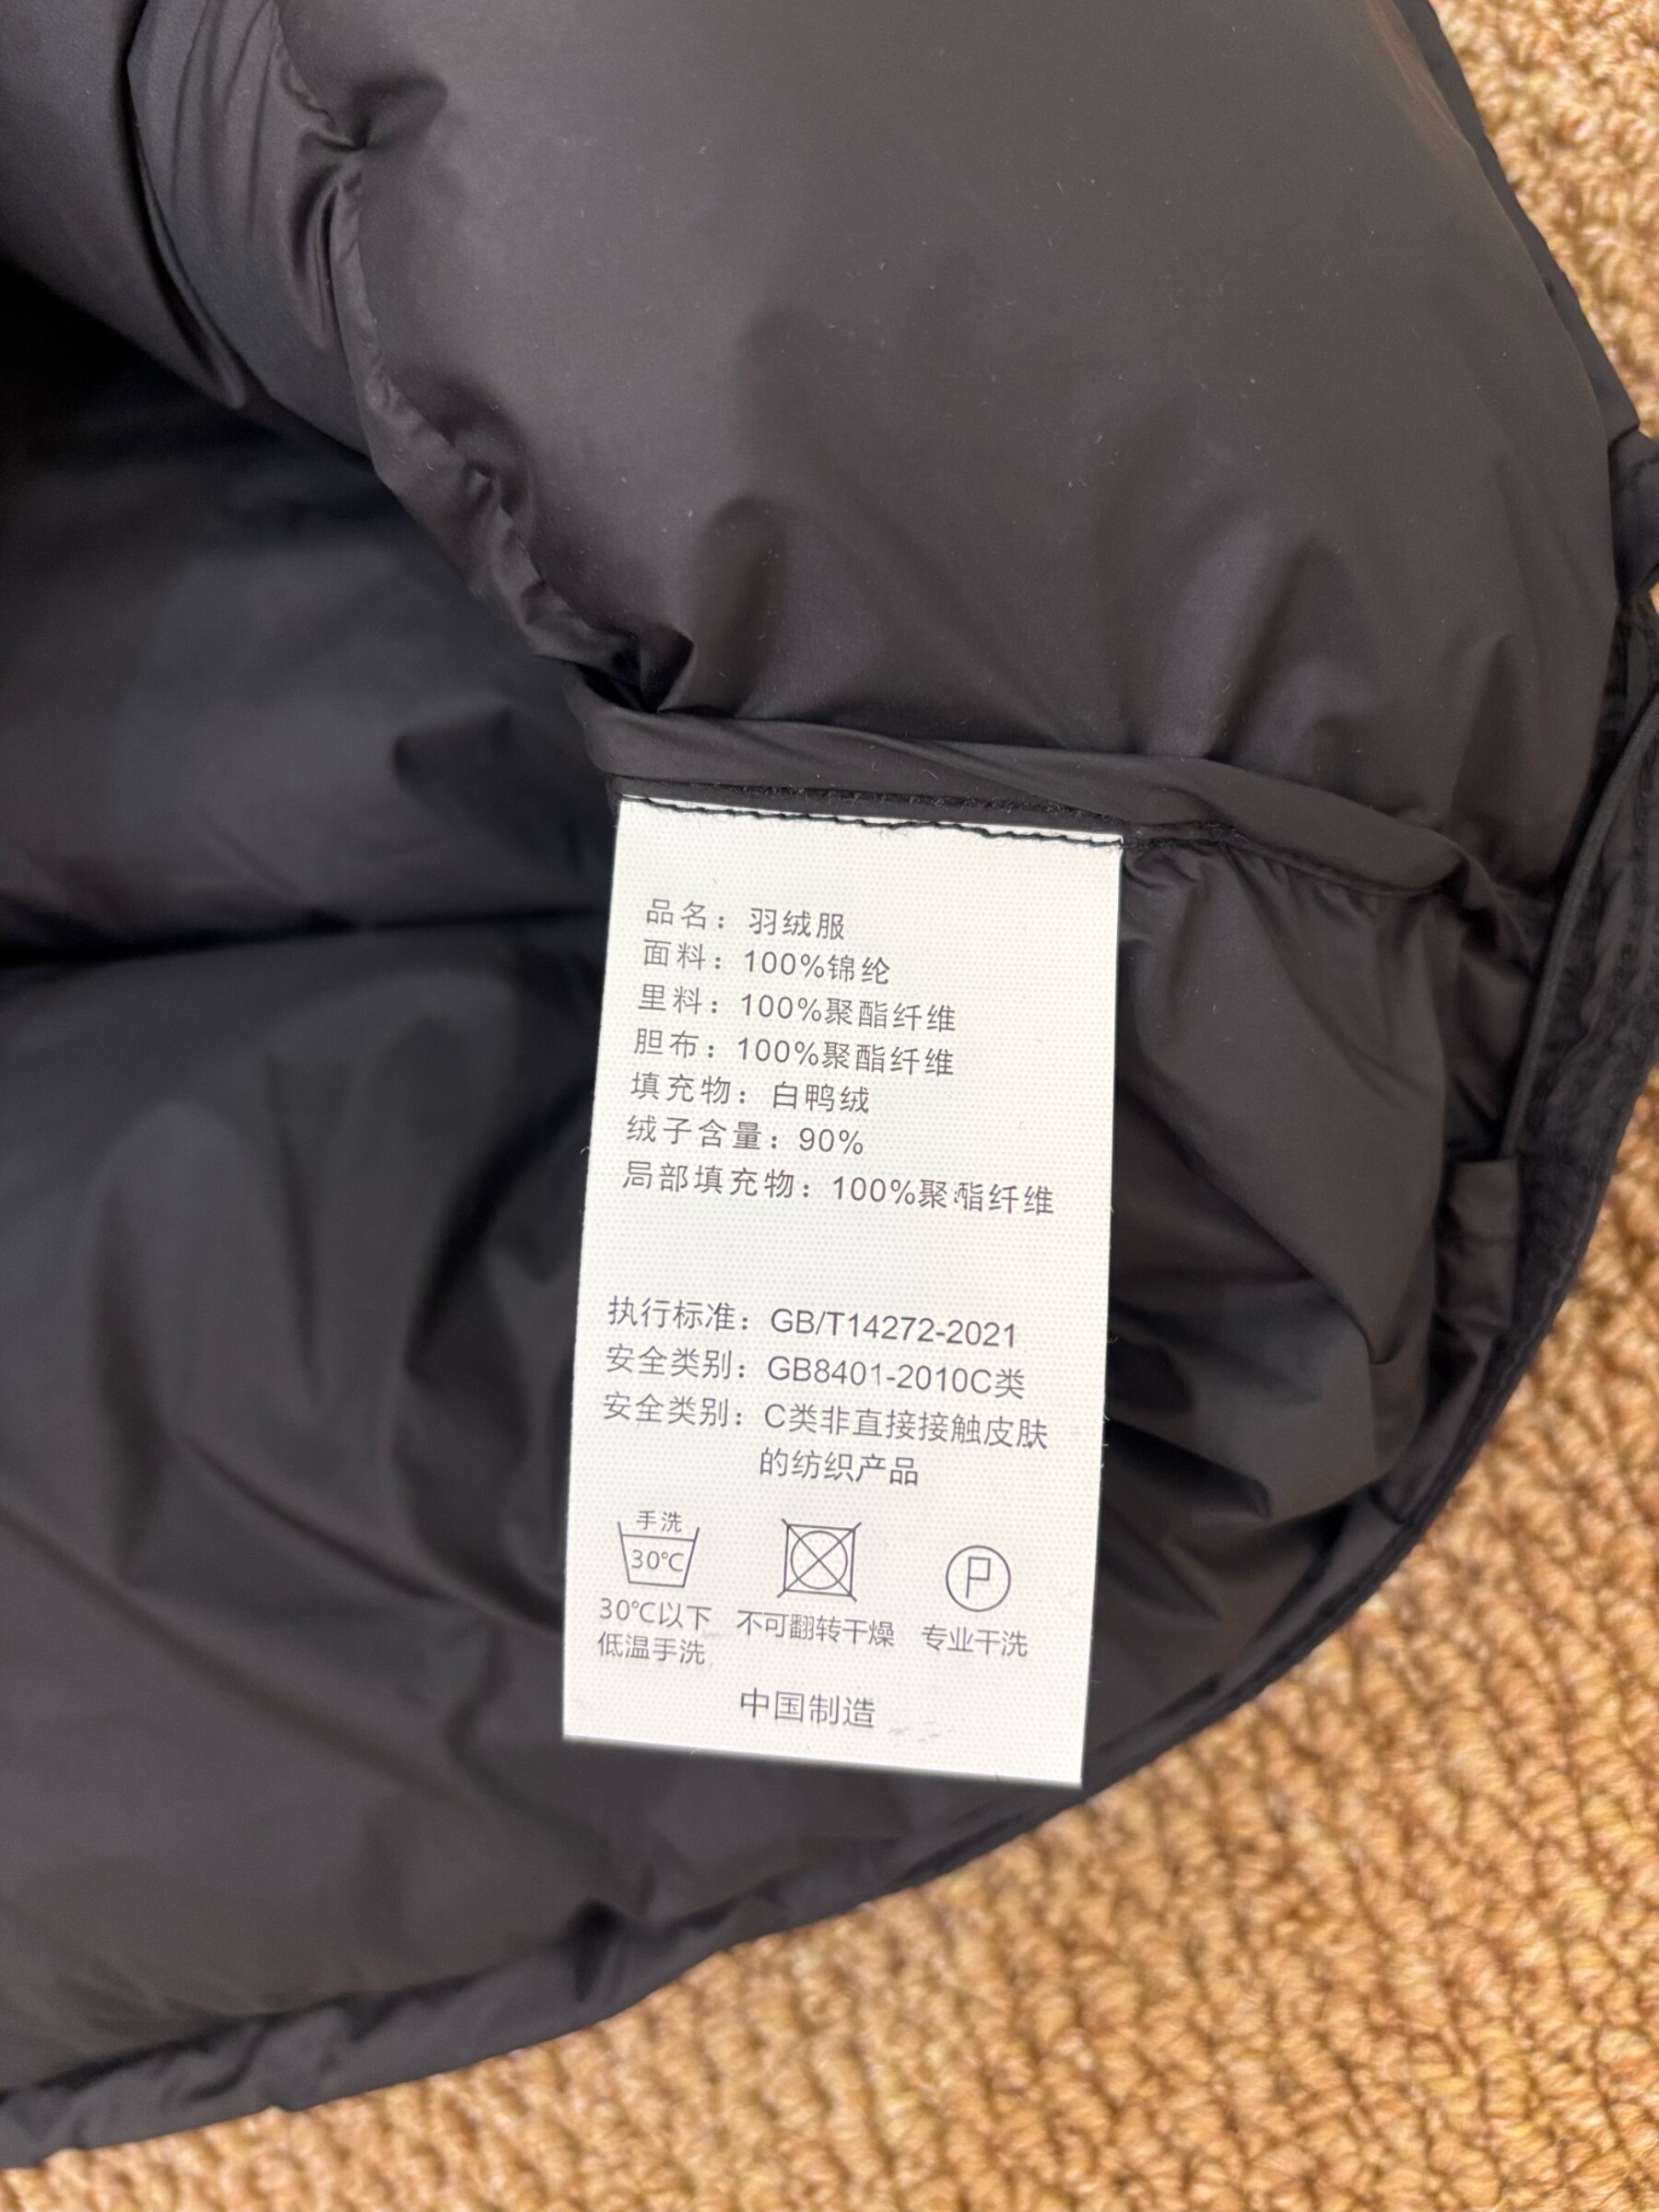 品名：羽绒服
面料：100%锦纶
里料：100%聚酯纤维
胆布：100%聚酯纤维
填充物：白鸭绒
绒子含量：90%
局部填充物：100%聚酯纤维
执行标准：GB/T14272-2021
安全类别：GB8401-2010C类
安全类别：C类非直接接触皮肤
的纺织产品
手洗
30℃
P
30℃以下
低温手洗
不可翻转干燥
专业干洗
中国制造